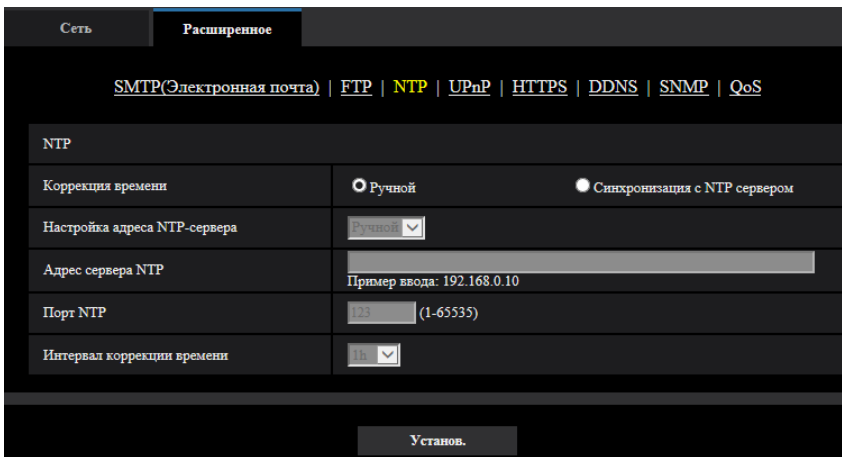 Сеть Расширенное
SMTP(Электронная почта) | FTP | NTP | UPnP | HTTPS | DDNS | SNMP | QoS
NTP
Коррекция времени Ручной Синхронизация с NTP сервером
Настройка адреса NTP-сервера Ручной
Адрес сервера NTP
Пример ввода: 192.168.0.10
Порт NTP 123 (1-65535)
Интервал коррекции времени 1h
Установ.